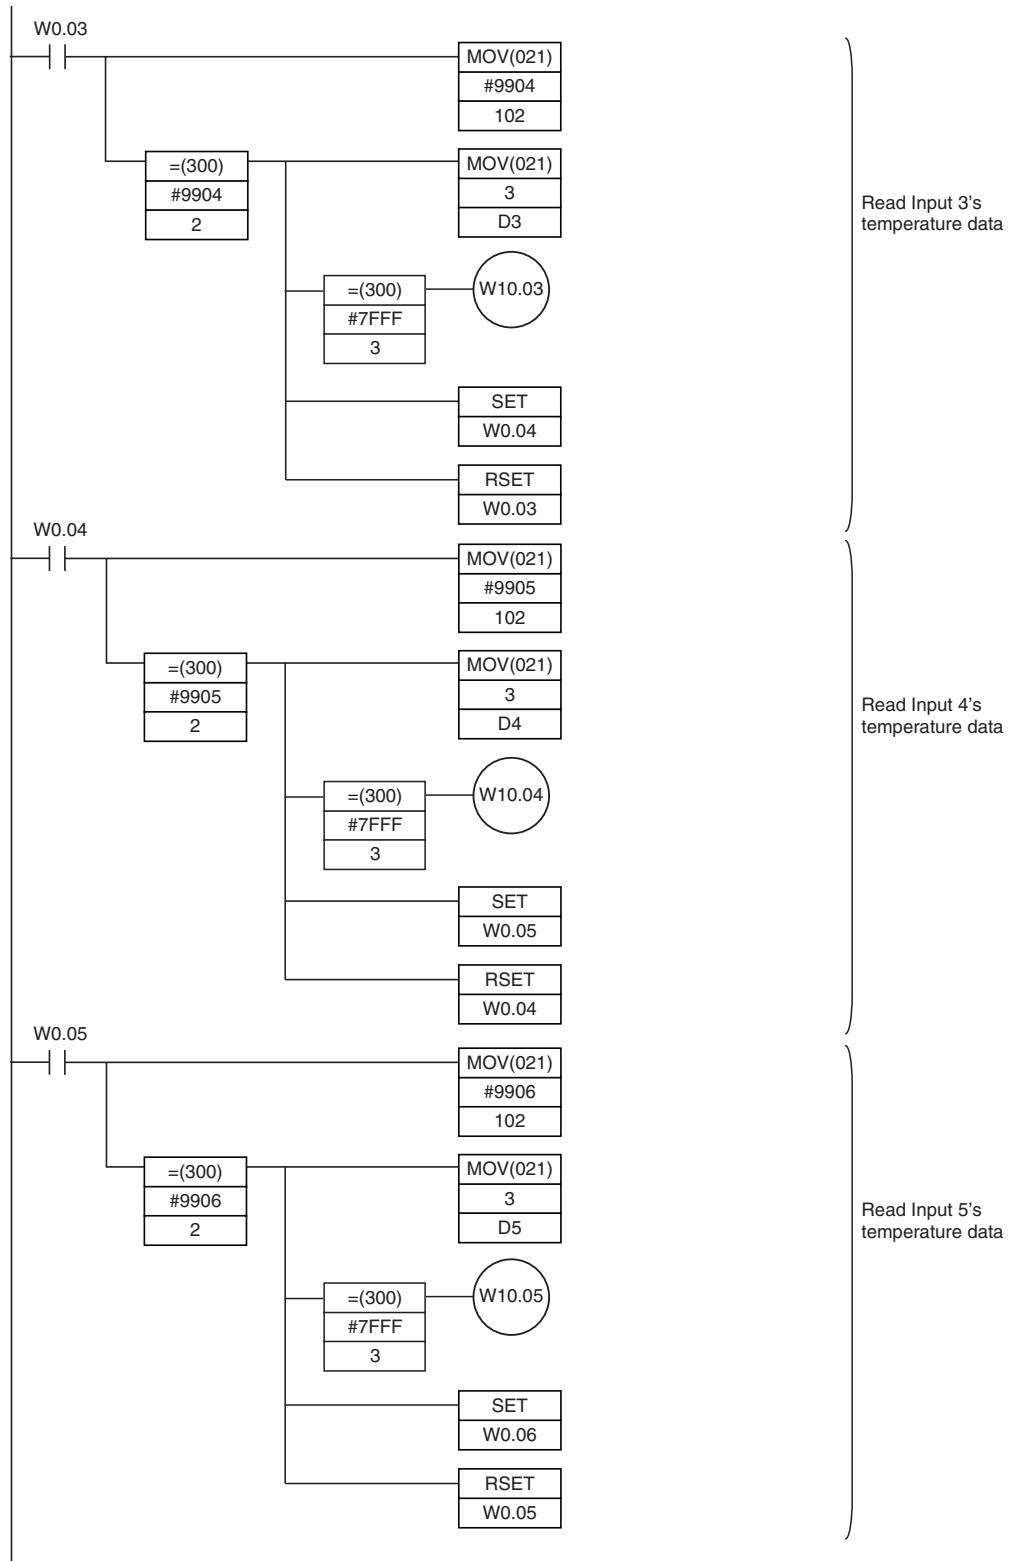 W0.03
MOV(021)
#9904
102
=(300)
#9904
2
MOV(021)
3
D3
Read Input 3's
temperature data
=(300)
#7FFF
3
W10.03
SET
W0.04
RSET
W0.03
W0.04
MOV(021)
#9905
102
=(300)
#9905
2
MOV(021)
3
D4
Read Input 4's
temperature data
=(300)
#7FFF
3
W10.04
SET
W0.05
RSET
W0.04
W0.05
MOV(021)
#9906
102
=(300)
#9906
2
MOV(021)
3
D5
Read Input 5's
temperature data
=(300)
#7FFF
3
W10.05
SET
W0.06
RSET
W0.05